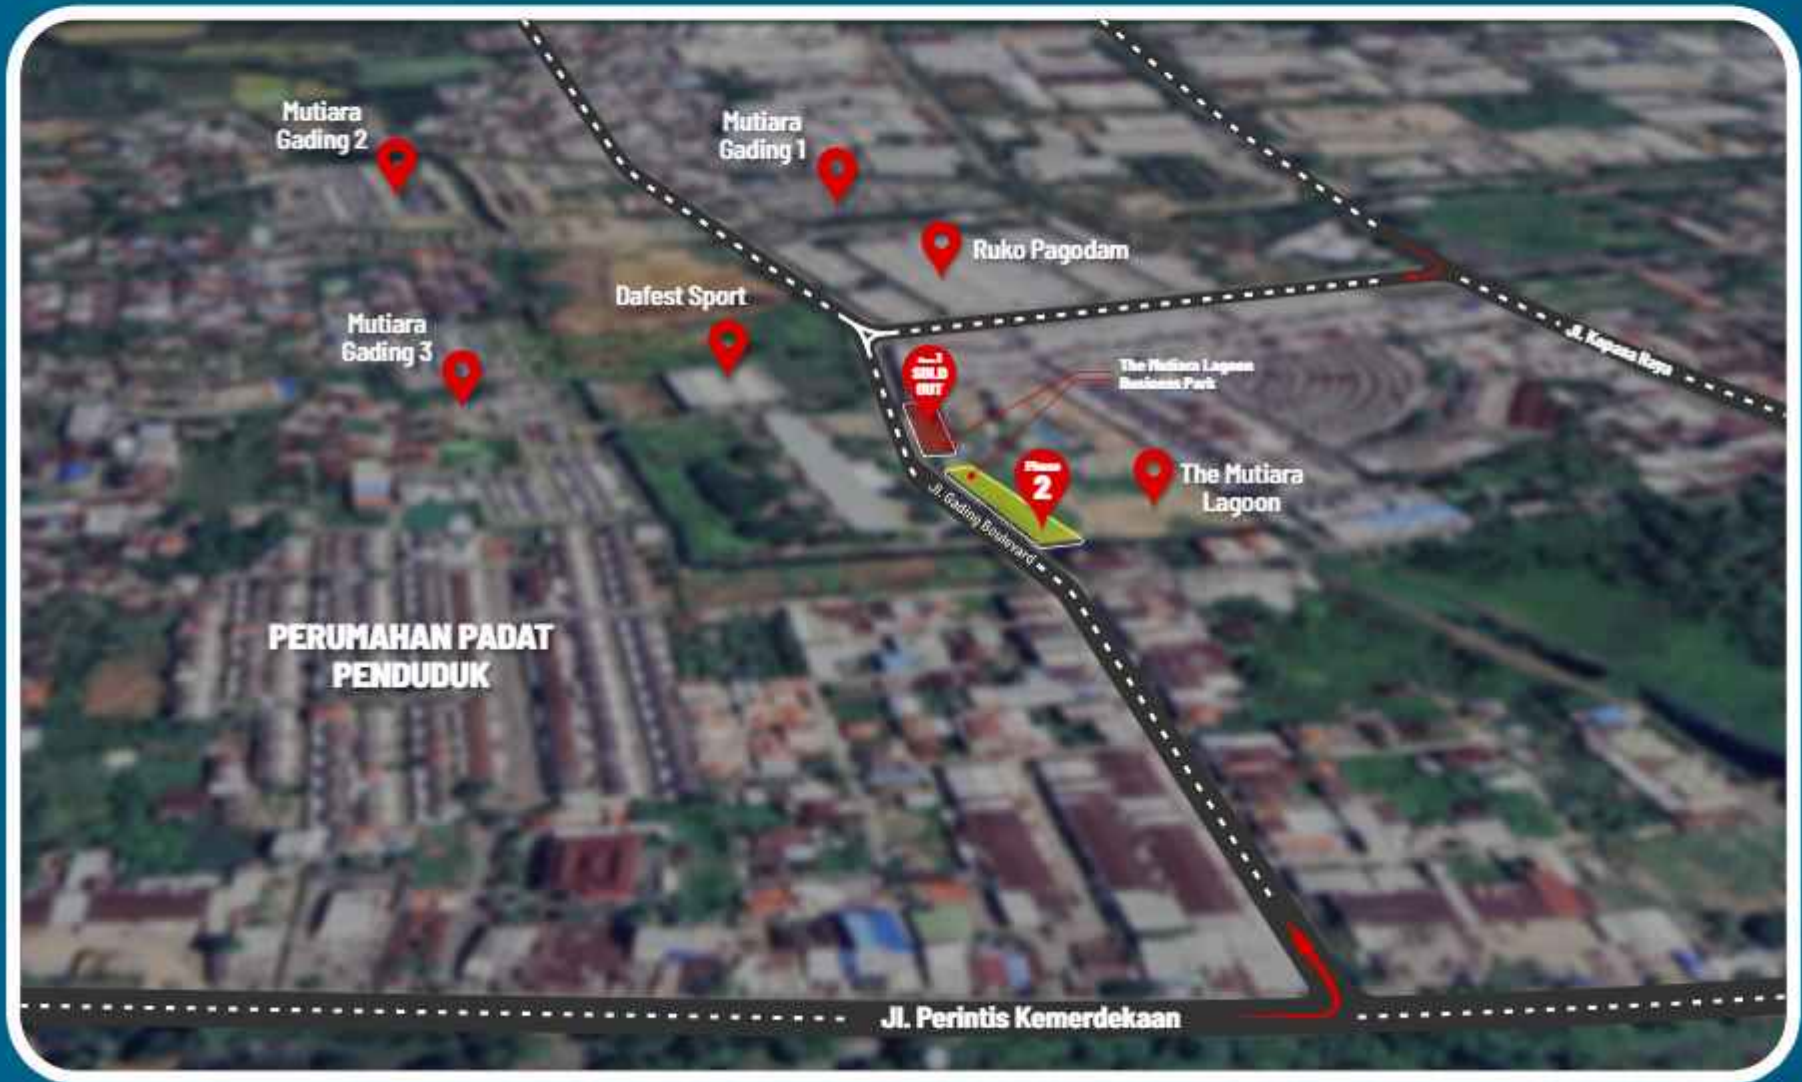 Mutiara
Gading 2
Mutiara
Gading 1
Ruko Pagodam
Dafest Sport
Mutiara
Gading 3
Jl. Kapasa Raya
SOLD
OUT
The Mutiara Lagoon
Business Park
Phase
2
The Mutiara
Lagoon
Jl. Gading Boulevard
PERUMAHAN PADAT
PENDUDUK
Jl. Perintis Kemerdekaan